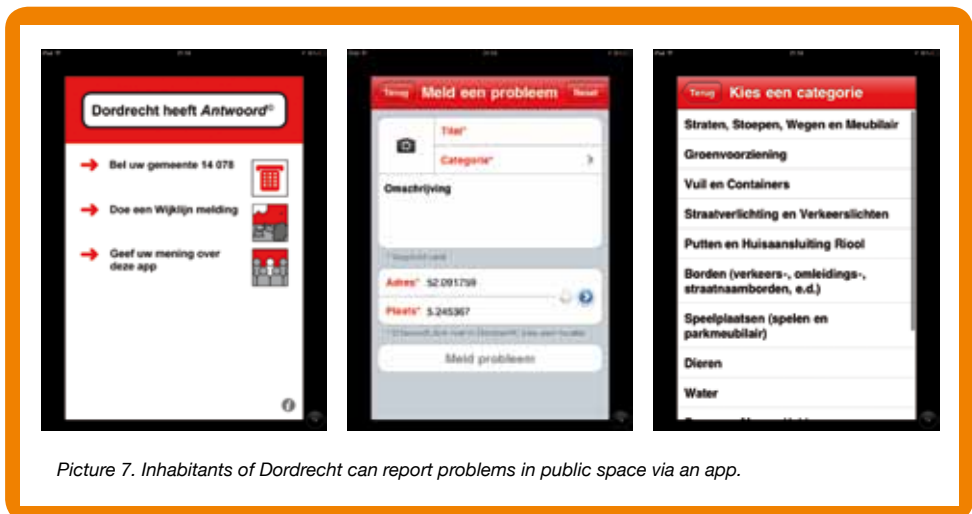 Dordrecht heeft Antwoord©
Bel uw gemeente 14 078
Doe een Wijklijn melding
Geef uw mening over
deze app
Terug Meld een probleem Reset
Titel*
Categorie*
Omschrijving
Adres* 52.091759
Plaats* 5.245367
Meld probleem
Terug Kies een categorie
Straten, Stoepen, Wegen en Meubilair
Groenvoorziening
Vuil en Containers
Straatverlichting en Verkeerslichten
Putten en Huisaansluiting Riool
Borden (verkeers-, omleidings-,
straatnaamborden, e.d.)
Speelplaatsen (spelen en
parkmeubilair)
Dieren
Water
Picture 7. Inhabitants of Dordrecht can report problems in public space via an app.